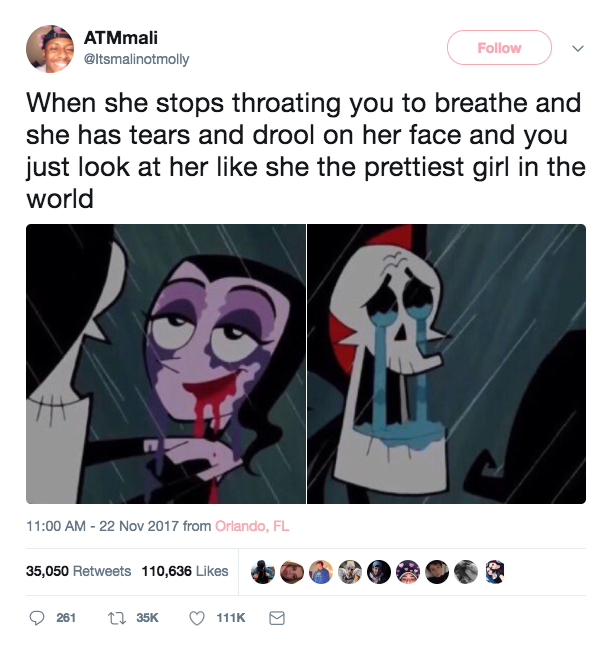 ATMmali
@Itsmalinotmolly
Follow
When she stops throating you to breathe and
she has tears and drool on her face and you
just look at her like she the prettiest girl in the
world
11:00 AM - 22 Nov 2017 from Orlando, FL
35,050 Retweets 110,636 Likes
261 35K 111K